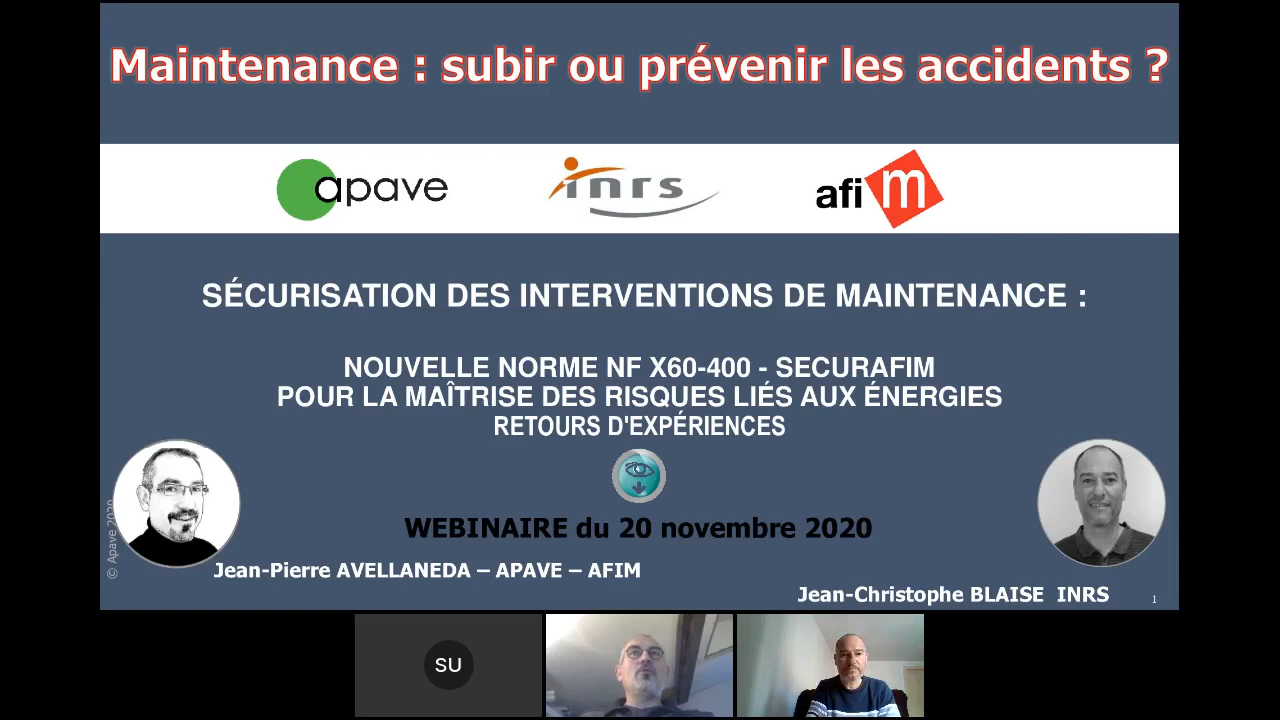 Maintenance : subir ou prévenir les accidents ?
apave
inrs
afim
SÉCURISATION DES INTERVENTIONS DE MAINTENANCE :
NOUVELLE NORME NF X60-400 - SECURAFIM
POUR LA MAÎTRISE DES RISQUES LIÉS AUX ÉNERGIES
RETOURS D'EXPÉRIENCES
WEBINAIRE du 20 novembre 2020
© Apave 2020
Jean-Pierre AVELLANEDA – APAVE – AFIM
Jean-Christophe BLAISE INRS
1
SU